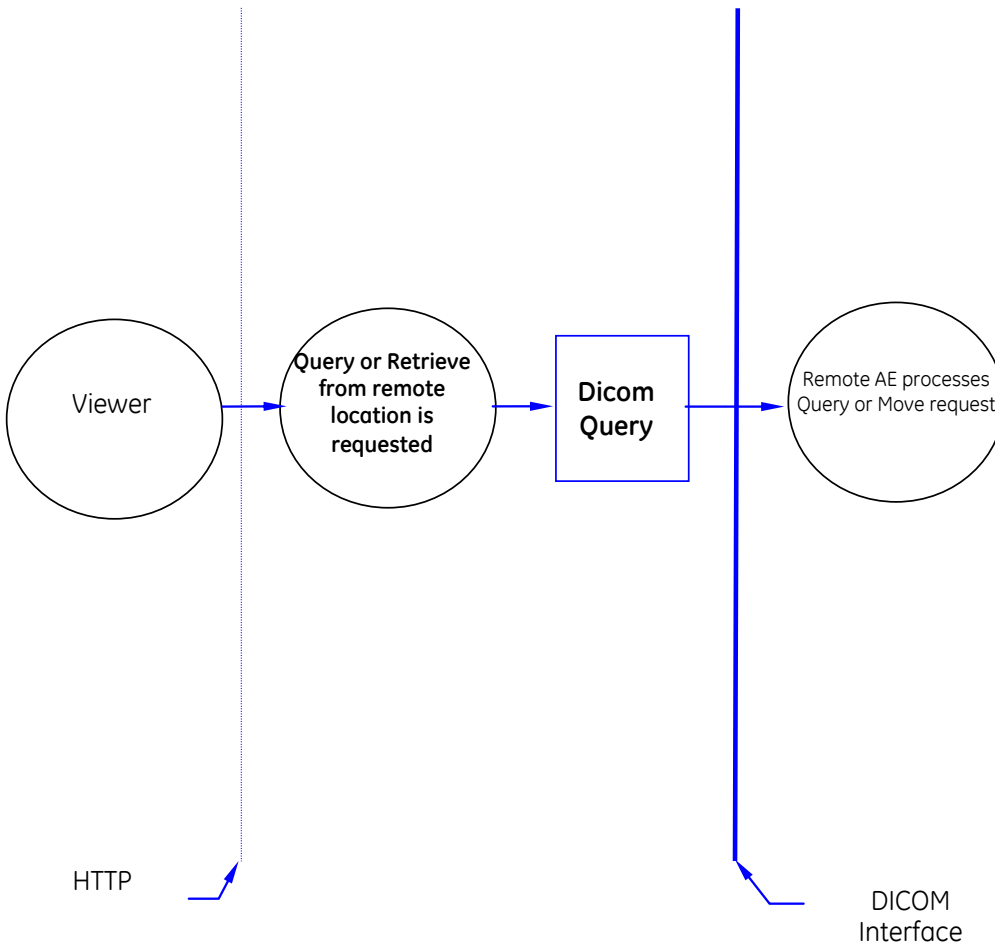 Viewer
Query or Retrieve
from remote
location is
requested
Dicom
Query
Remote AE processes
Query or Move request
HTTP
DICOM
Interface